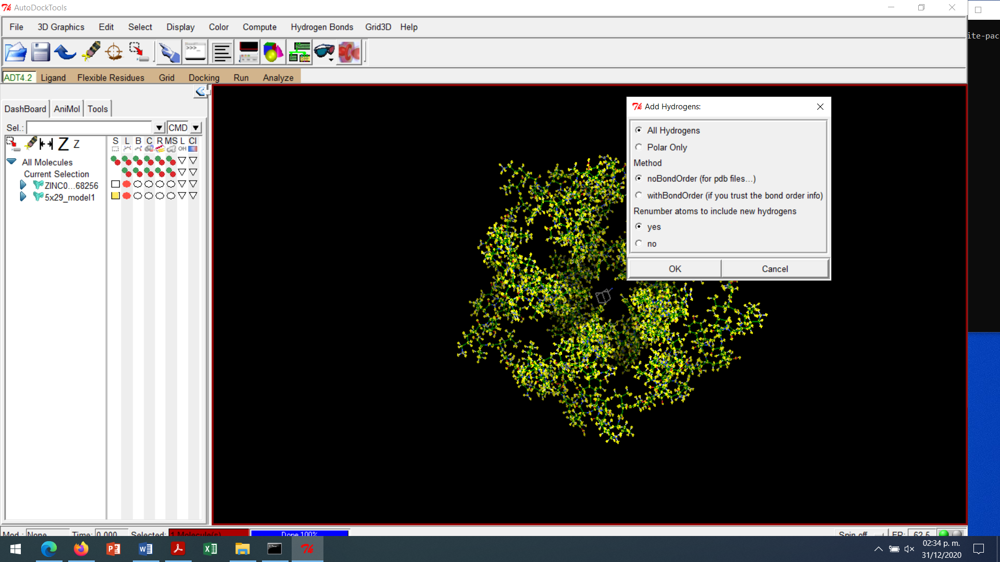 AutoDockTools
File 3D Graphics Edit Select Display Color Compute Hydrogen Bonds Grid3D Help
ite-pac
>>>_
ADT4.2 Ligand Flexible Residues Grid Docking Run Analyze
DashBoard AniMol Tools
Sel.: CMD
Z Z
S L B C R MS L Cl
OH
All Molecules
Current Selection
ZINC0...68256
5x29_model1
Add Hydrogens:
All Hydrogens
Polar Only
Method
noBondOrder (for pdb files...)
withBondOrder (if you trust the bond order info)
Renumber atoms to include new hydrogens
yes
no
OK Cancel
Mod.: None Time: 0.000 Selected: 1 Molecule(s) Done 100% Spin off FR: 62.5
02:34 p. m.
31/12/2020